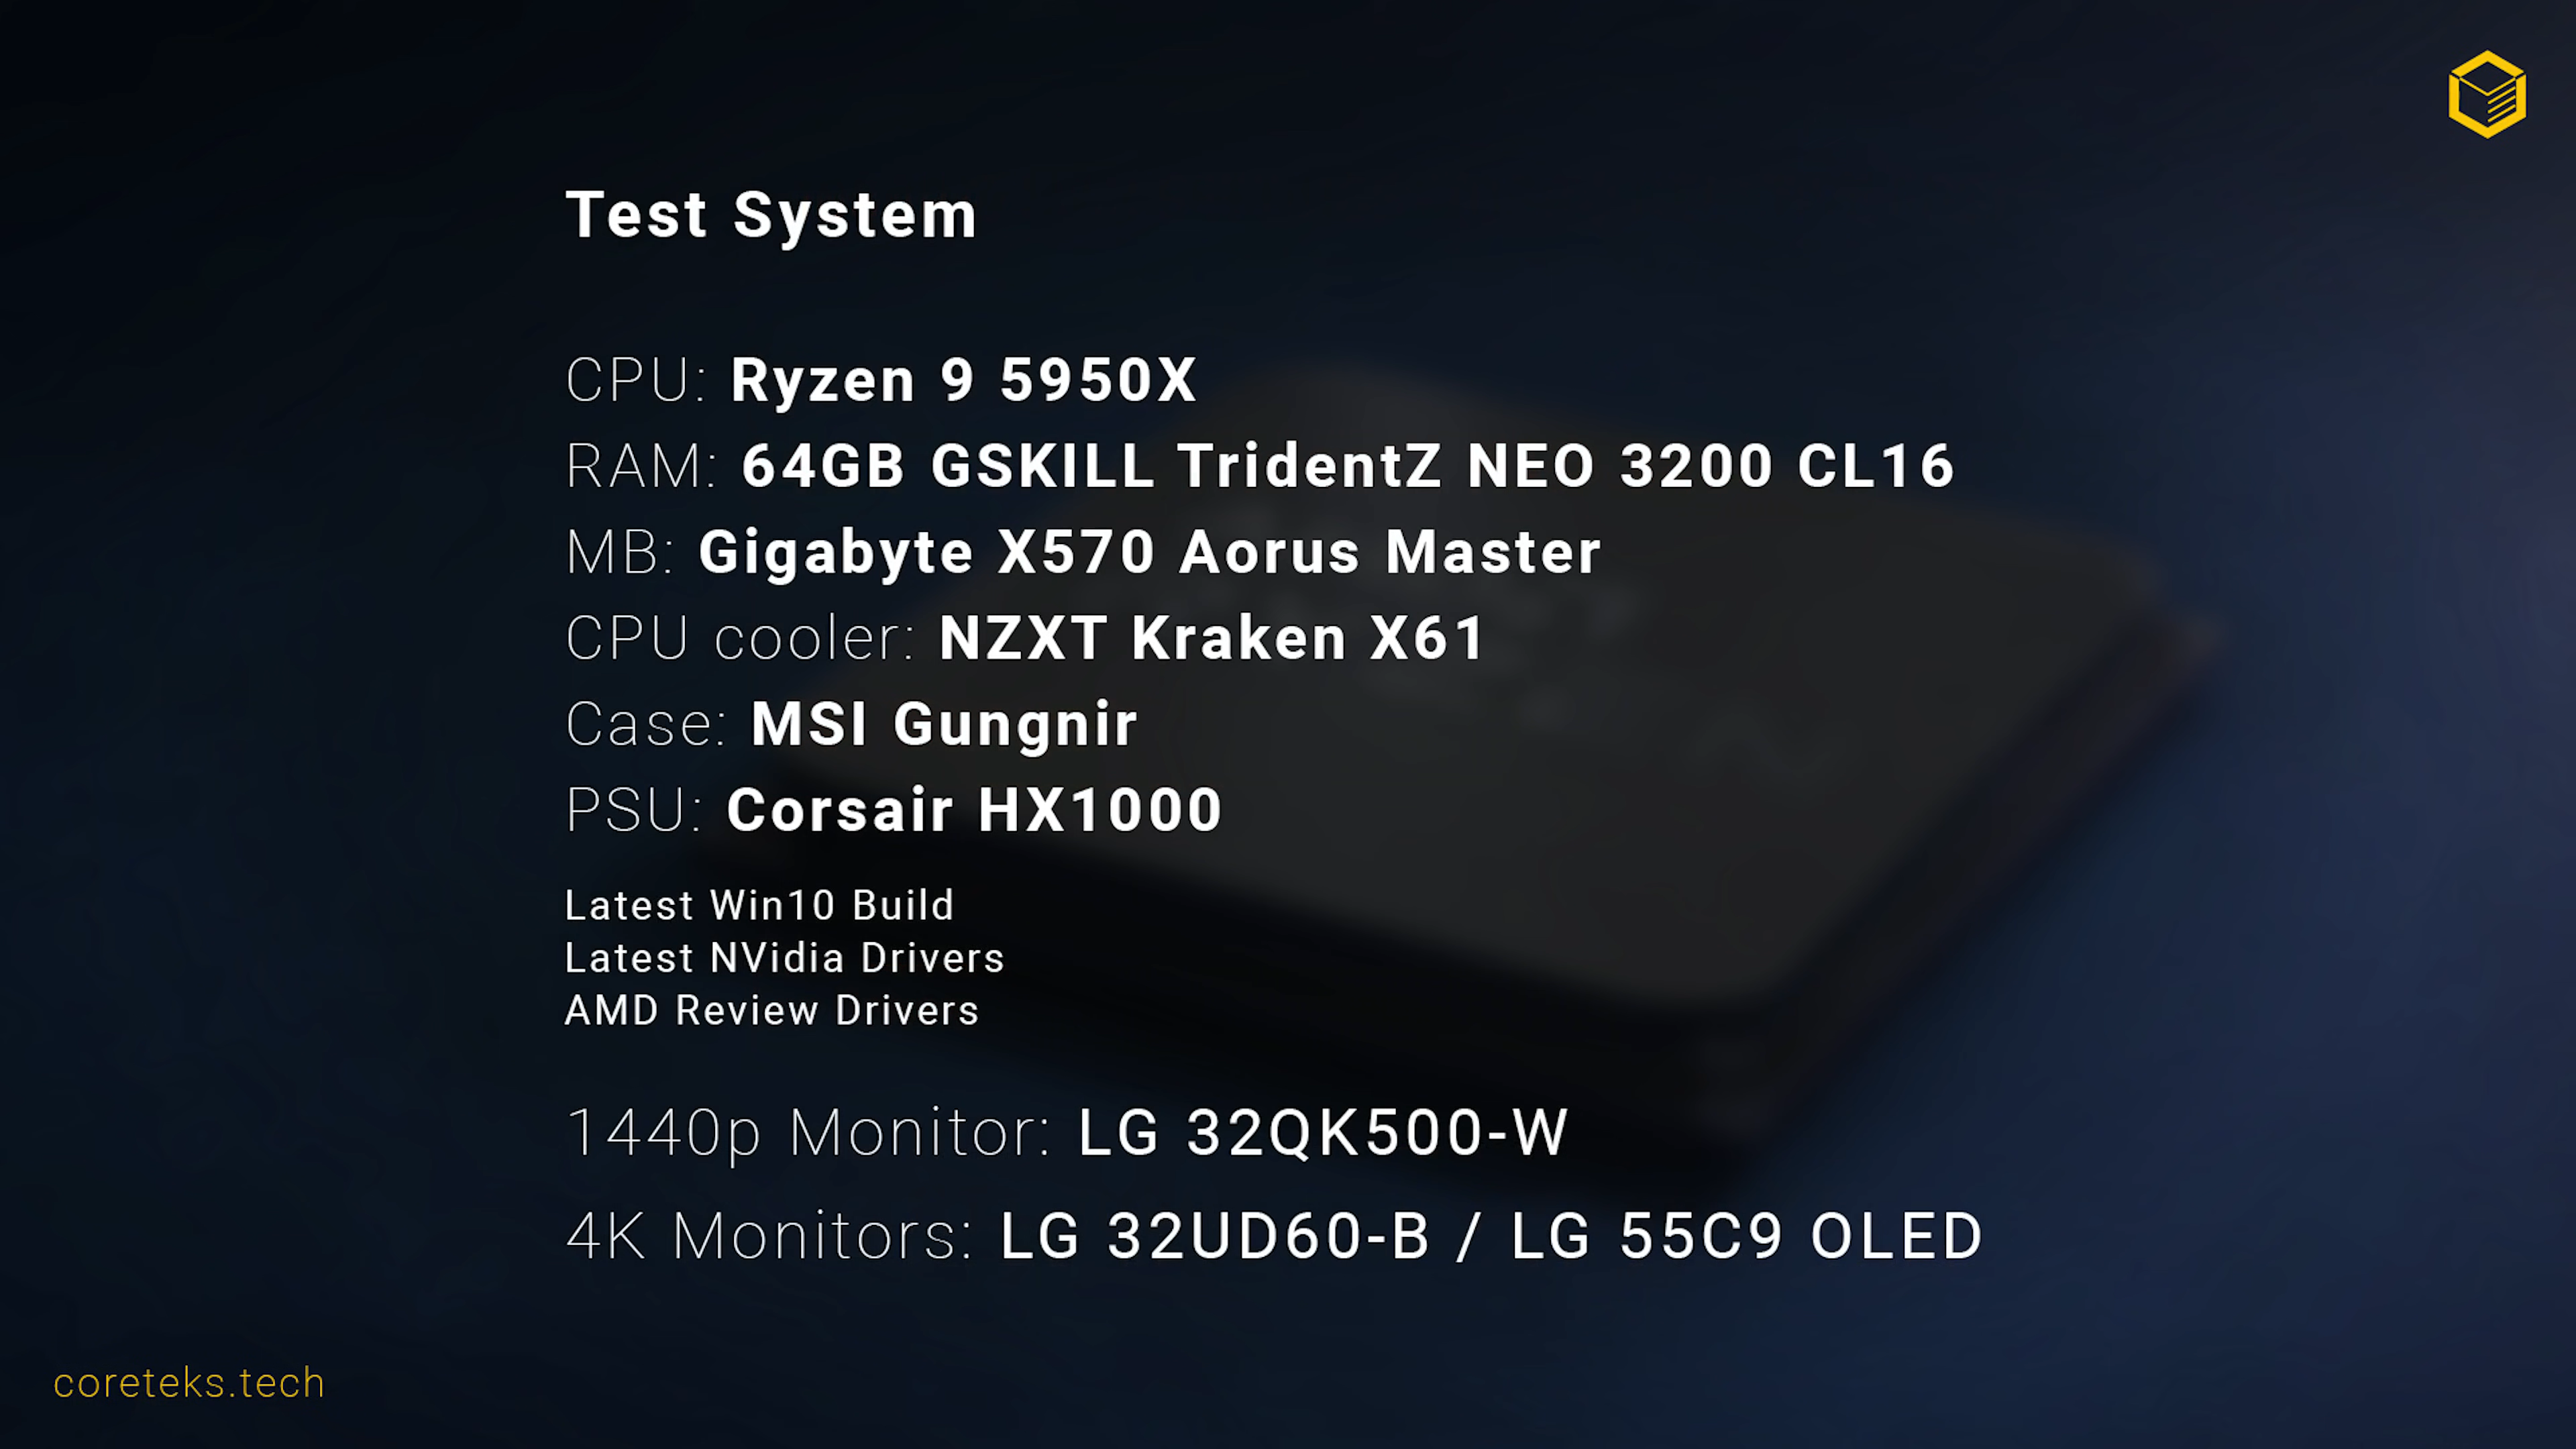 Test System
CPU: Ryzen 9 5950X
RAM: 64GB GSKILL TridentZ NEO 3200 CL16
MB: Gigabyte X570 Aorus Master
CPU cooler: NZXT Kraken X61
Case: MSI Gungnir
PSU: Corsair HX1000
Latest Win10 Build
Latest NVidia Drivers
AMD Review Drivers
1440p Monitor: LG 32QK500-W
4K Monitors: LG 32UD60-B / LG 55C9 OLED
coreteks.tech